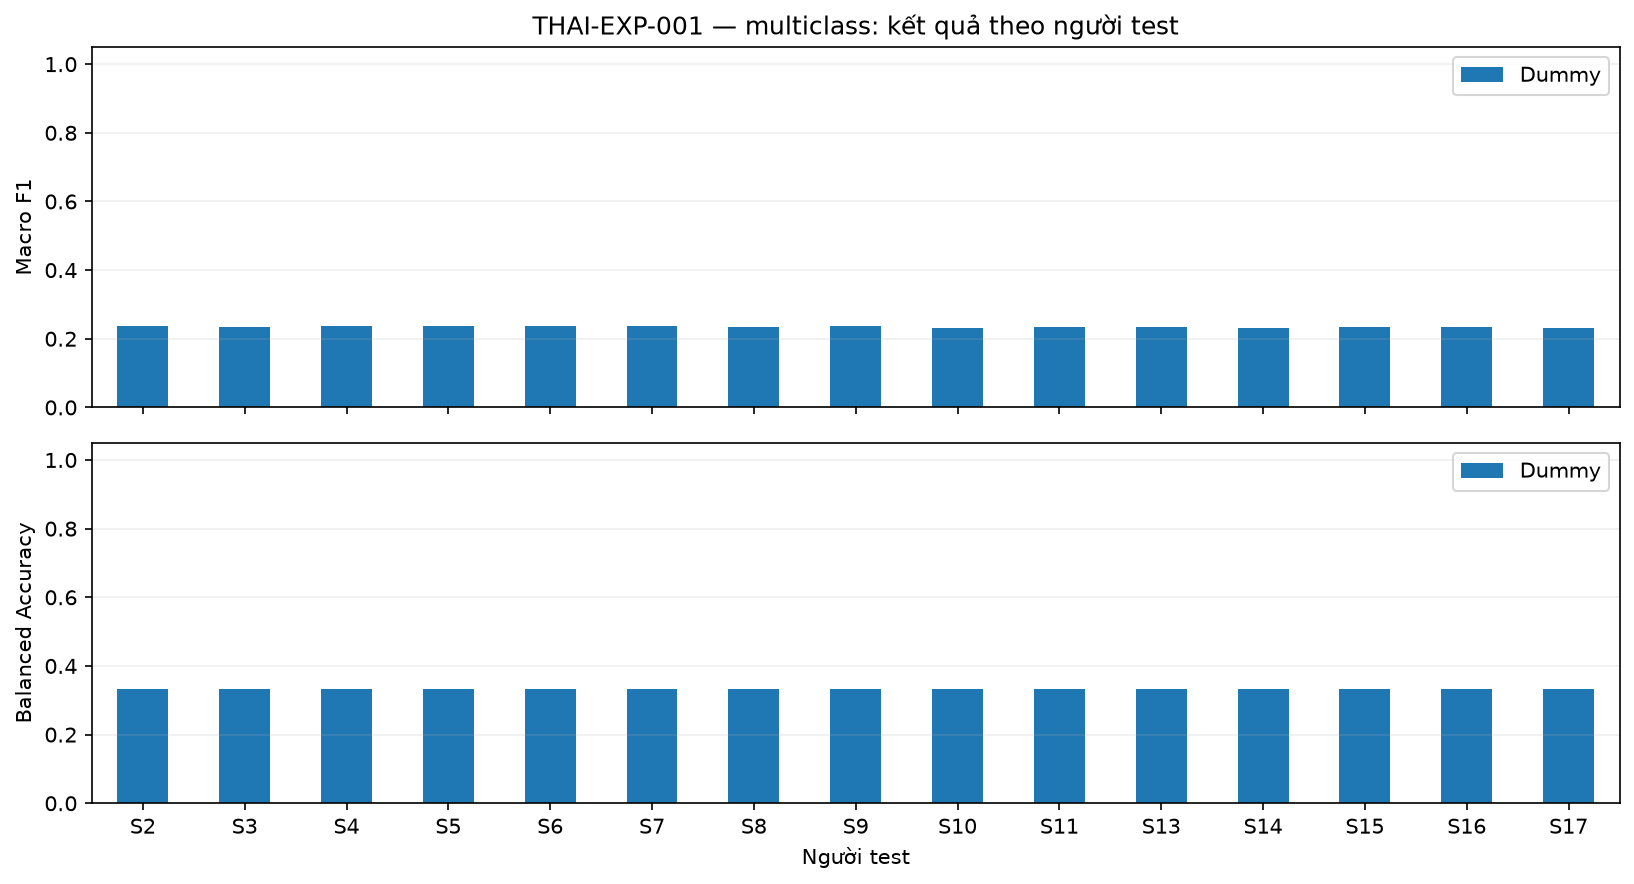 THAI-EXP-001 — multiclass: kết quả theo người test
Dummy
1.0
0.8
0.6
0.4
0.2
0.0
Macro F1
Dummy
1.0
0.8
0.6
0.4
0.2
0.0
Balanced Accuracy
S2 S3 S4 S5 S6 S7 S8 S9 S10 S11 S13 S14 S15 S16 S17
Người test